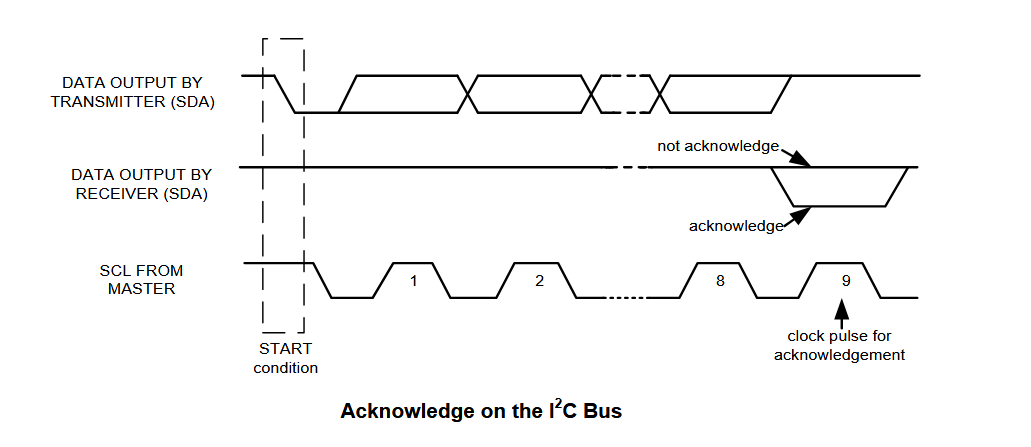 DATA OUTPUT BY
TRANSMITTER (SDA)
not acknowledge
DATA OUTPUT BY
RECEIVER (SDA)
acknowledge
SCL FROM
MASTER
1
2
8
9
START
condition
clock pulse for
acknowledgement
Acknowledge on the I²C Bus